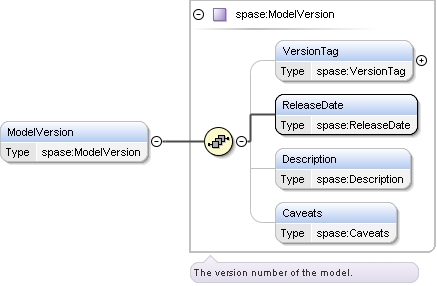 spase:ModelVersion
VersionTag
Type spase:VersionTag
ReleaseDate
Type spase:ReleaseDate
ModelVersion
Type spase:ModelVersion
Description
Type spase:Description
Caveats
Type spase:Caveats
The version number of the model.